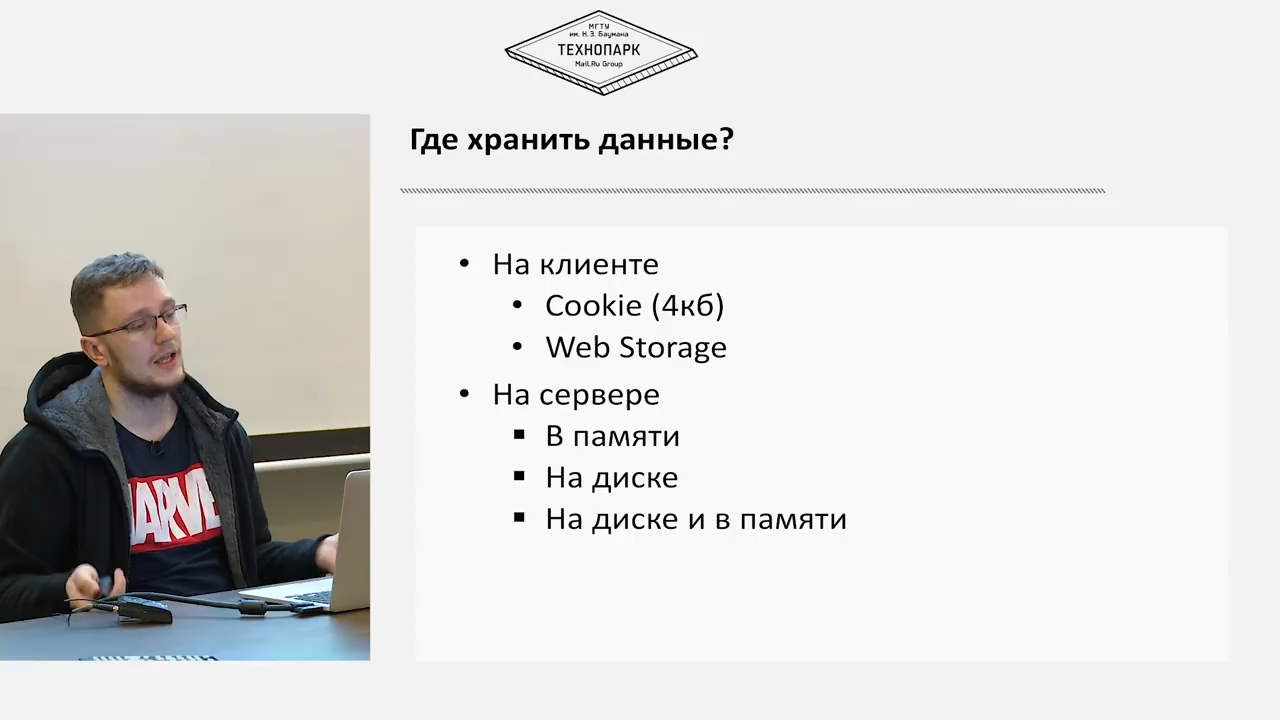 МГТУ
им. Н.Э. Баумана
ТЕХНОПАРК
Mail.Ru Group
Где хранить данные?
• На клиенте
• Cookie (4кб)
• Web Storage
• На сервере
▪ В памяти
▪ На диске
▪ На диске и в памяти
MARVE